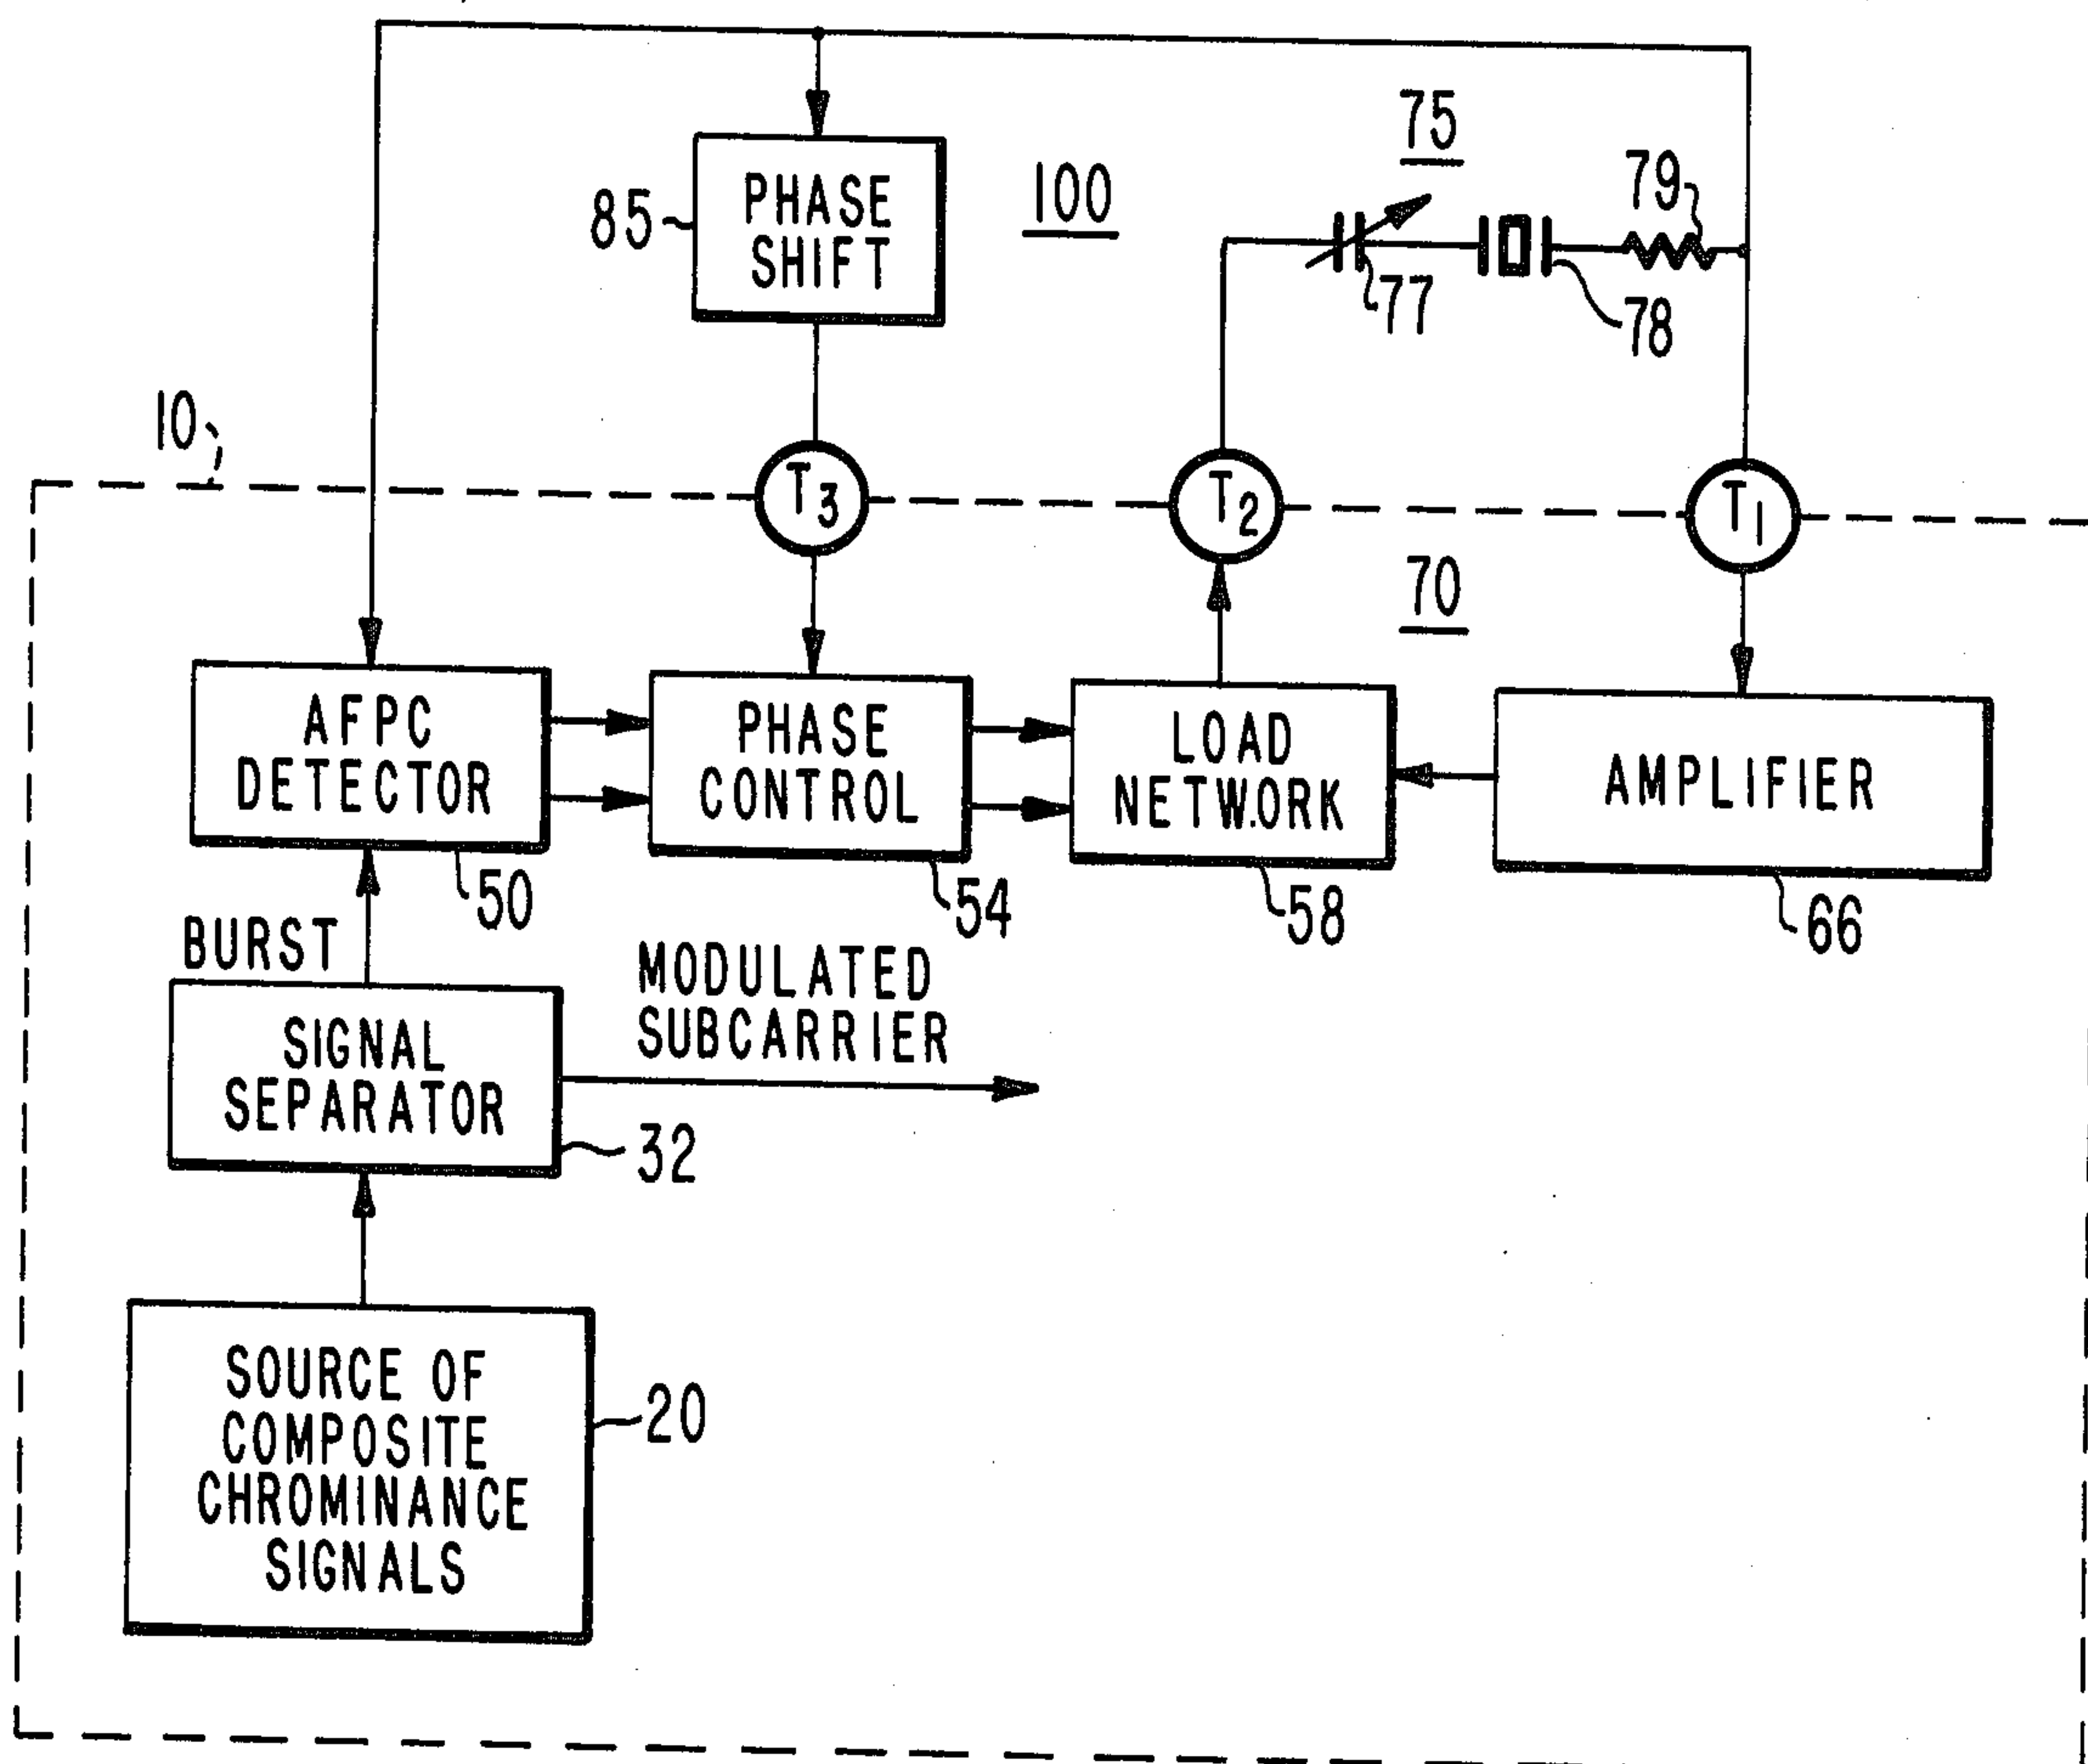 75
79
PHASE
SHIFT
85
100
77
78
10
T3
T2
T1
70
AFPC
DETECTOR
PHASE
CONTROL
LOAD
NETWORK
AMPLIFIER
50
54
58
66
BURST
MODULATED
SUBCARRIER
SIGNAL
SEPARATOR
32
SOURCE OF
COMPOSITE
CHROMINANCE
SIGNALS
20